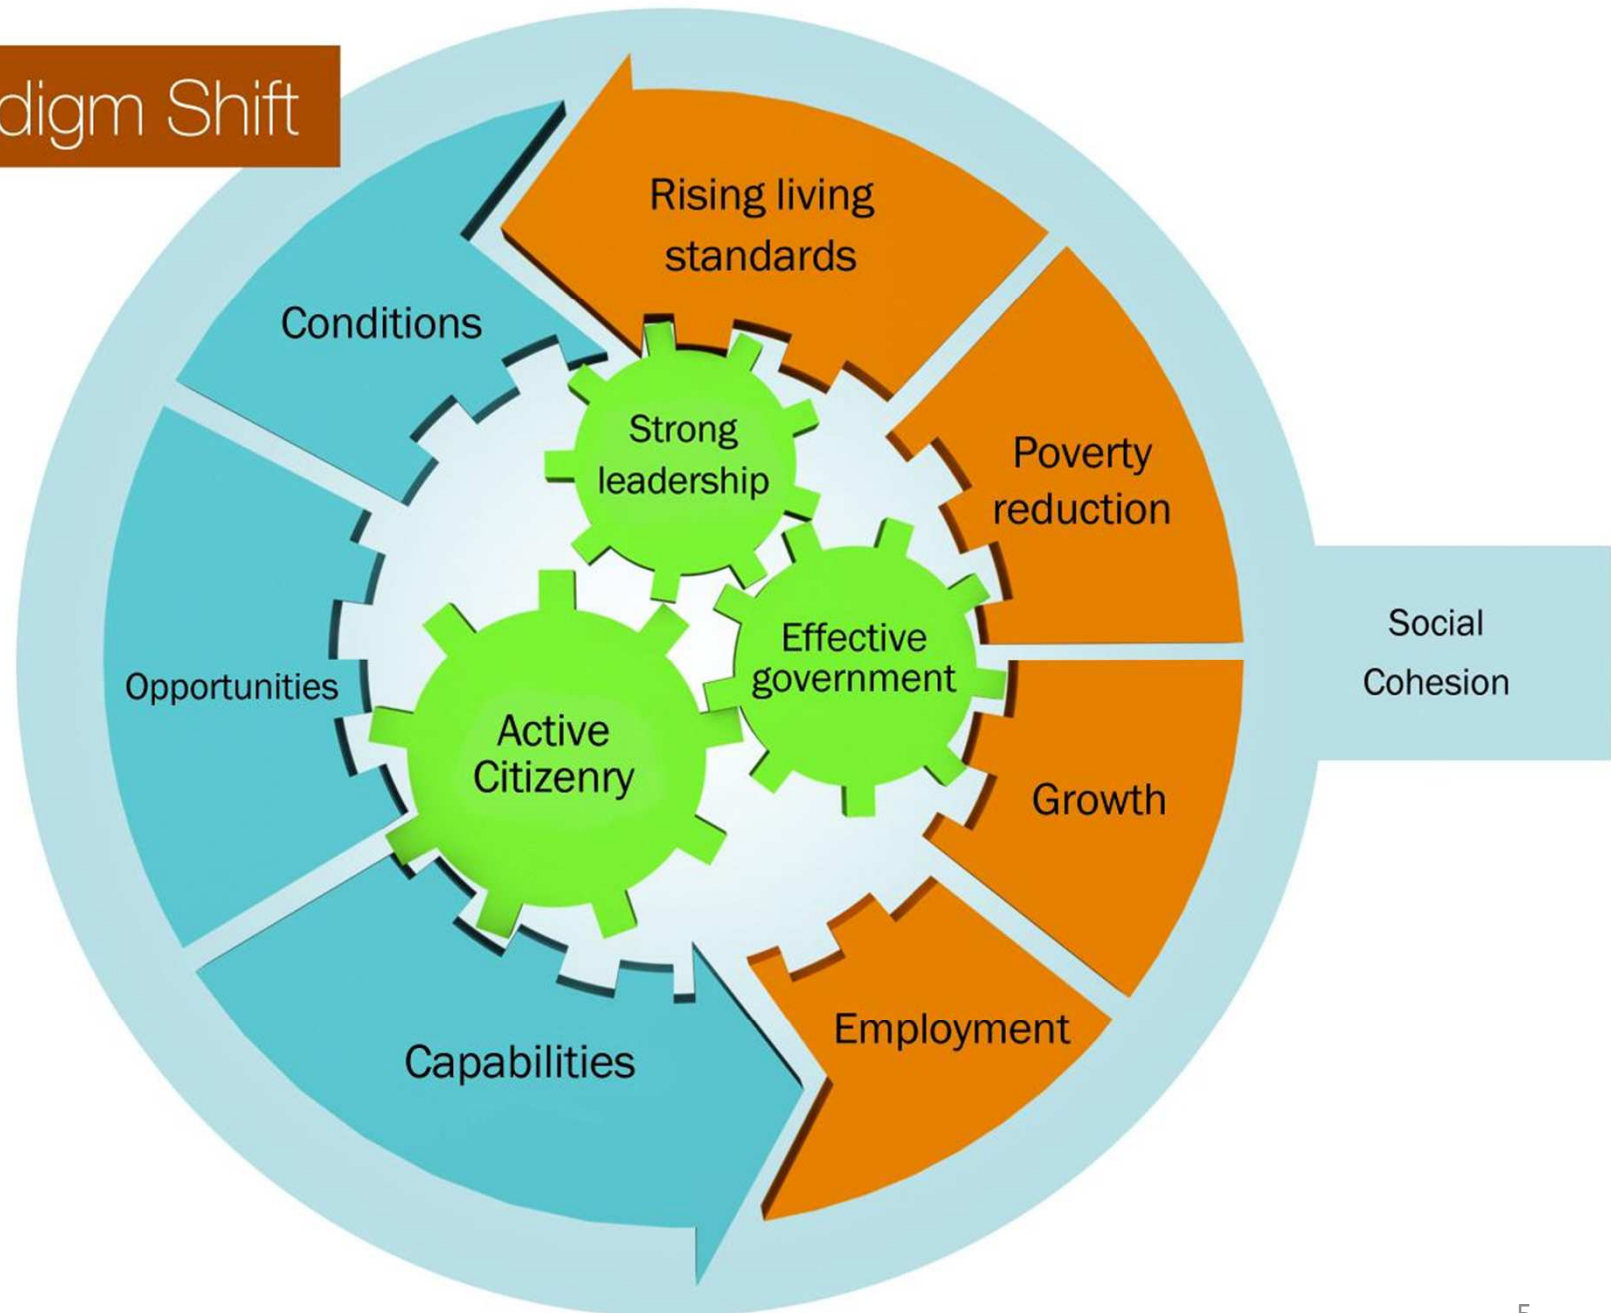 digm Shift
Rising living
standards
Conditions
Strong
leadership
Poverty
reduction
Effective
government
Social
Cohesion
Opportunities
Active
Citizenry
Growth
Employment
Capabilities